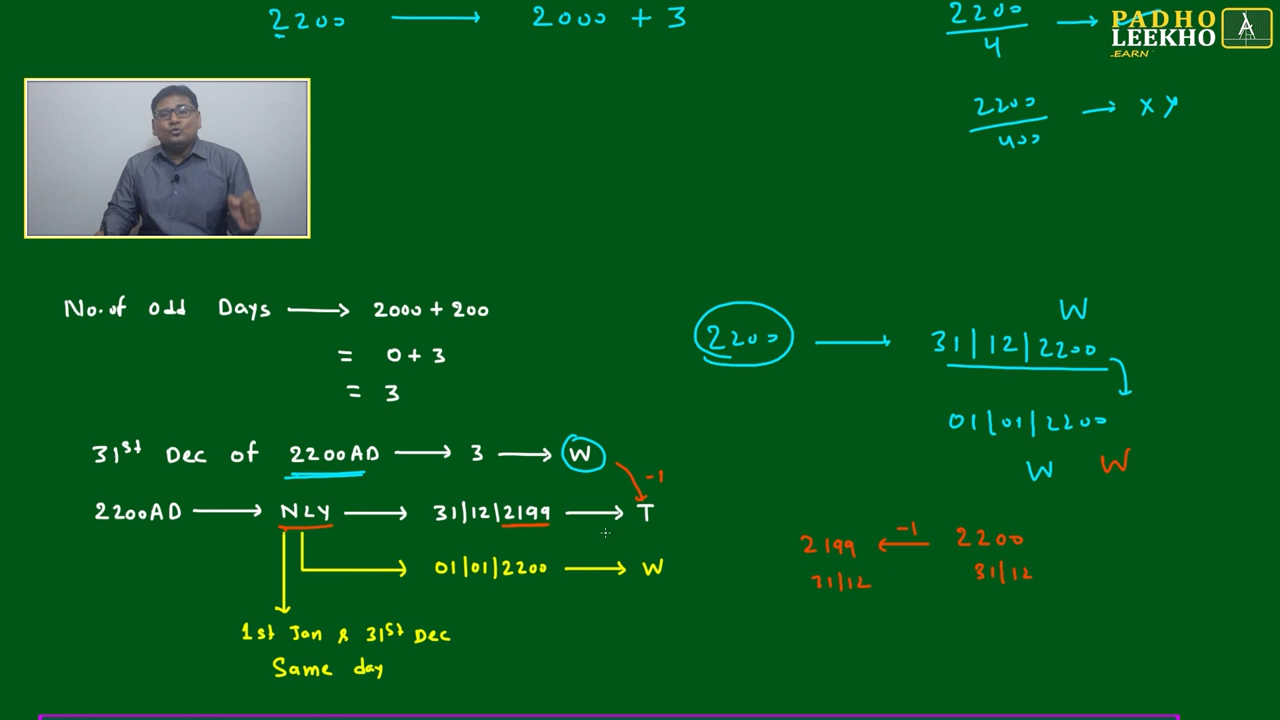 2200 ⟶ 2000 + 3
2200/4 ⟶
PADHO
LEEKHO
..EARN
2200/400 ⟶ x y
No. of odd Days ⟶ 2000 + 200
= 0 + 3
= 3
31st Dec of 2200AD ⟶ 3 ⟶ W
-1
2200AD ⟶ NLY ⟶ 31/12/2199 ⟶ T
01/01/2200 ⟶ W
1st Jan & 31st Dec
Same day
W
2200 ⟶ 31/12/2200
01/01/2200
W W
2199 ⟵ -1 2200
31/12 31/12